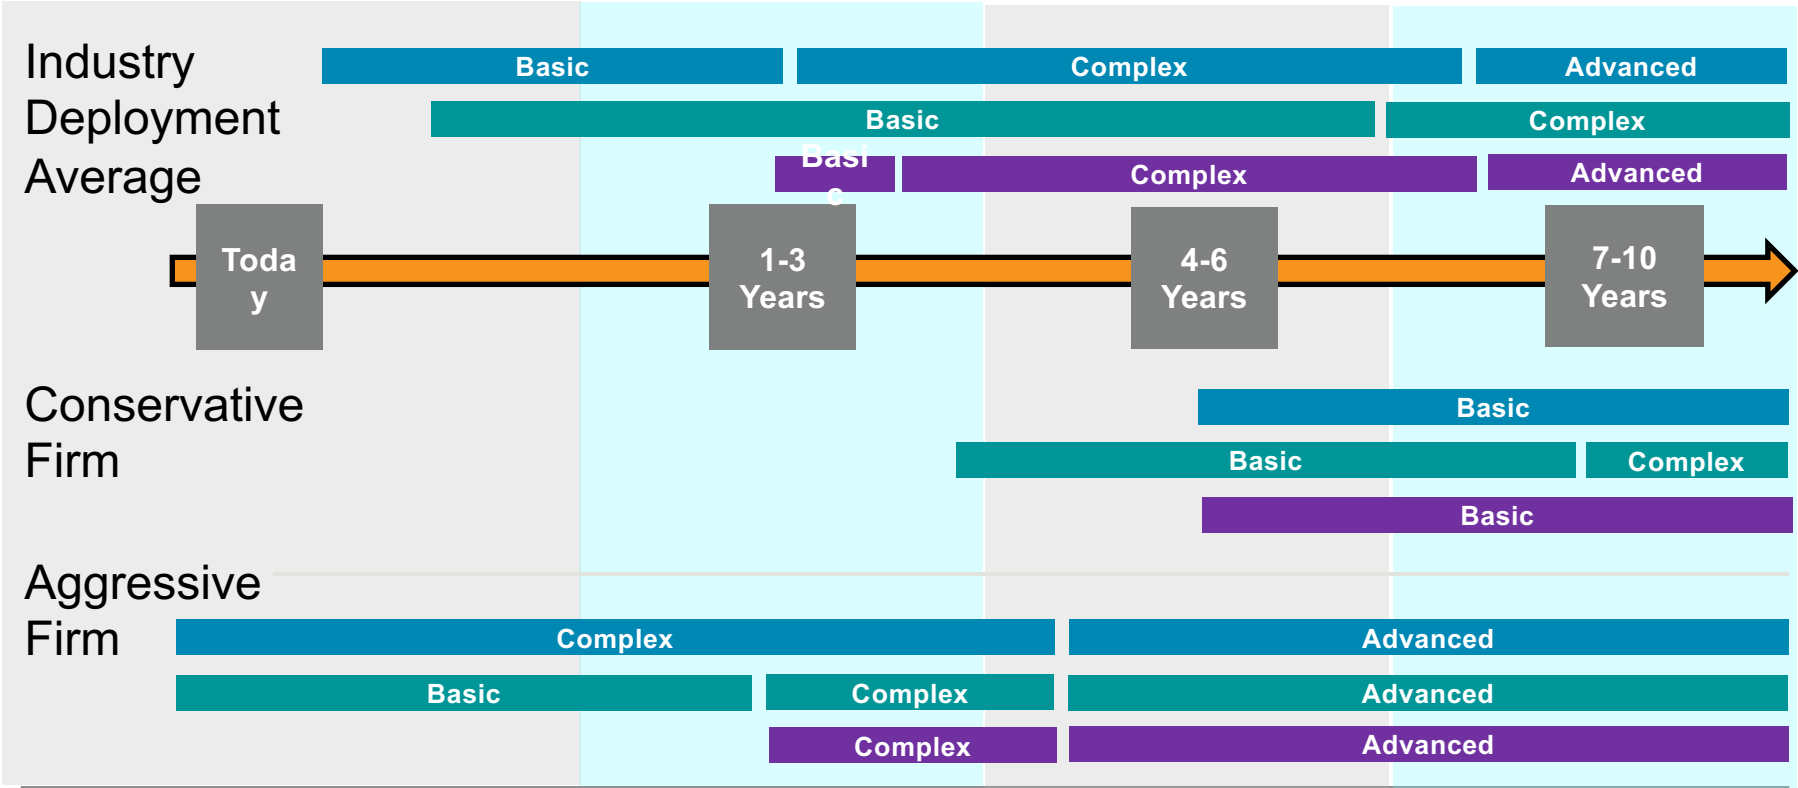 Industry
Deployment
Average
Basic
Complex
Advanced
Basic
Complex
Basi
c
Complex
Advanced
Toda
y
1-3
Years
4-6
Years
7-10
Years
Conservative
Firm
Basic
Basic
Complex
Basic
Aggressive
Firm
Complex
Advanced
Basic
Complex
Advanced
Complex
Advanced